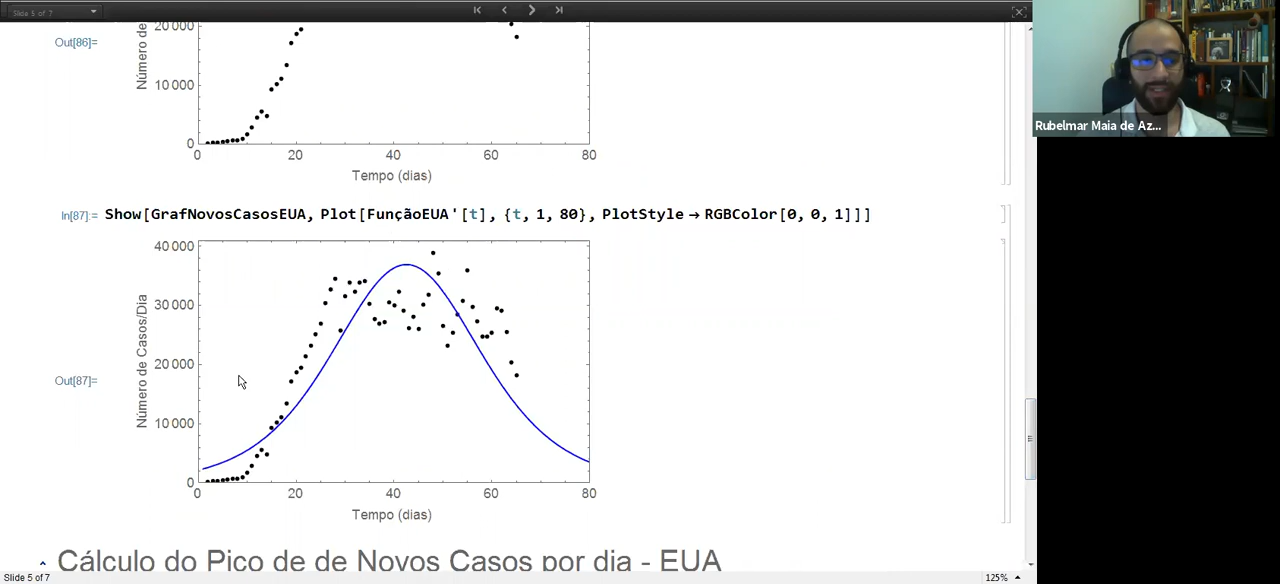 Slide 5 of 7
Out[86]=
Número de
20 000
10 000
0
0 20 40 60 80
Tempo (dias)
Rubelmar Maia de Az...
In[87]:= Show[GrafNovosCasosEUA, Plot[FunçãoEUA'[t], {t, 1, 80}, PlotStyle → RGBColor[0, 0, 1]]]
Out[87]=
Número de Casos/Dia
40 000
30 000
20 000
10 000
0
0 20 40 60 80
Tempo (dias)
Cálculo do Pico de de Novos Casos por dia - EUA
Slide 5 of 7
125%